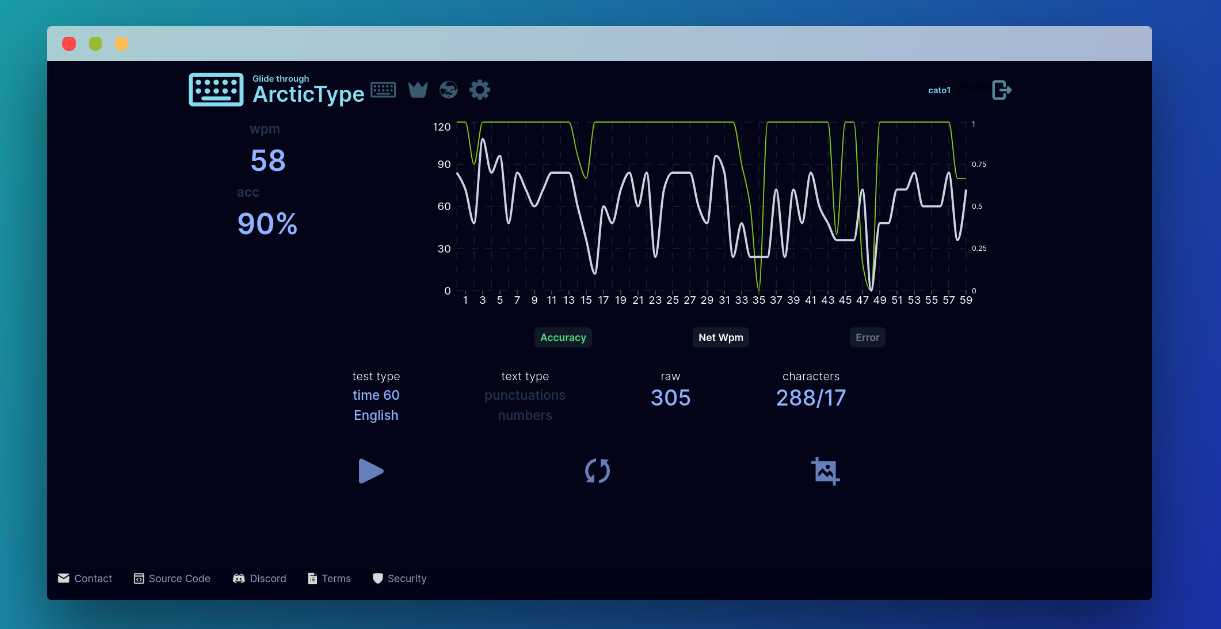 Glide through
ArcticType
cato1
wpm
58
acc
90%
120
90
60
30
0
1
0.75
0.5
0.25
0
1 3 5 7 9 11 13 15 17 19 21 23 25 27 29 31 33 35 37 39 41 43 45 47 49 51 53 55 57 59
Accuracy Net Wpm Error
test type text type raw characters
time 60 punctuations 305 288/17
English numbers
Contact Source Code Discord Terms Security